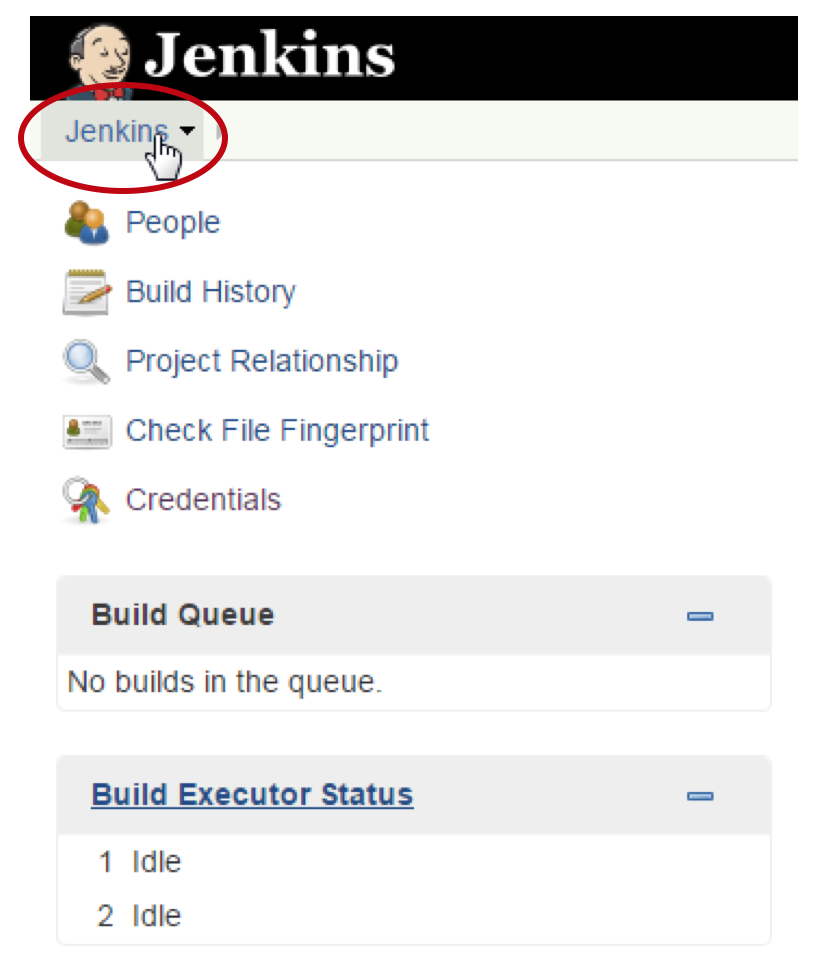 Jenkins
Jenkins
People
Build History
Project Relationship
Check File Fingerprint
Credentials
Build Queue
No builds in the queue.
Build Executor Status
1 Idle
2 Idle